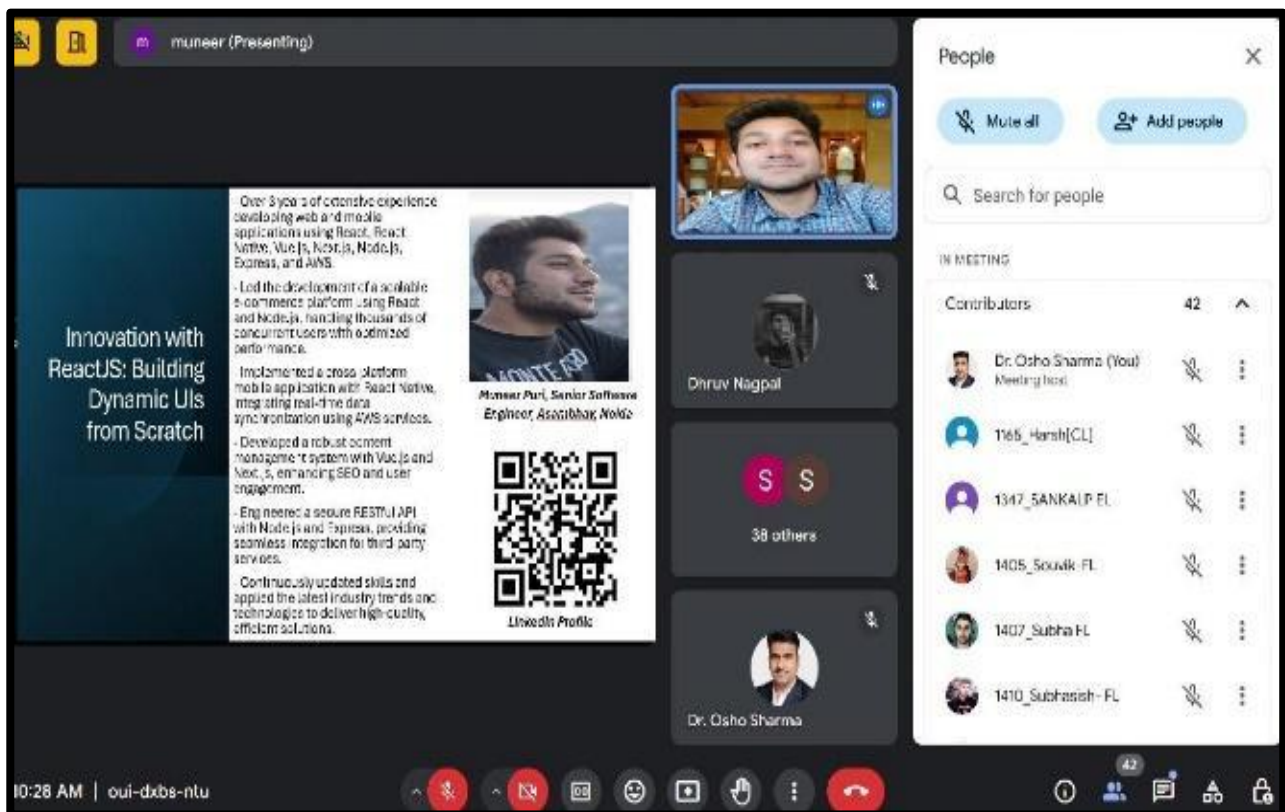 m muneer (Presenting)
Innovation with
ReactJS: Building
Dynamic UIs
from Scratch
- Over 8 years of extensive experience
developing web and mobile
applications using React, React
Native, Vue.js, Next.js, Node.js,
Express, and AWS.
- Led the development of a scalable
e-commerce platform using React
and Node.js, handling thousands of
concurrent users with optimized
performance.
- Implemented a cross-platform
mobile application with React Native,
integrating real-time data
synchronization using AWS services.
- Developed a robust content
management system with Vue.js and
Next.js, enhancing SEO and user
engagement.
- Engineered a secure RESTful API
with Node.js and Express, providing
seamless integration for third-party
services.
- Continuously updated skills and
applied the latest industry trends and
technologies to deliver high-quality,
efficient solutions.
Muneer Puri, Senior Software
Engineer, Noida
LinkedIn Profile
Dhruv Nagpal
S S
38 others
Dr. Osho Sharma
People
Mute all
Add people
Search for people
IN MEETING
Contributors 42
Dr. Osho Sharma (You)
Meeting host
1165_Harsh[CL]
1347_SANKALP EL
1405_Souvik-FL
1407_Subha FL
1410_Subhasish- FL
10:28 AM | oui-dxbs-ntu
42